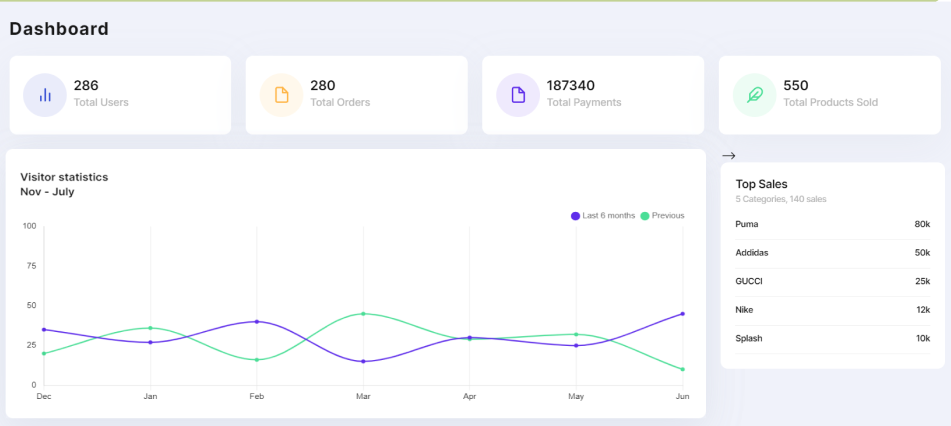 Dashboard
286
Total Users
280
Total Orders
187340
Total Payments
550
Total Products Sold
Visitor statistics
Nov - July
Last 6 months Previous
100
75
50
25
0
Dec Jan Feb Mar Apr May Jun
Top Sales
5 Categories, 140 sales
Puma 80k
Addidas 50k
GUCCI 25k
Nike 12k
Splash 10k